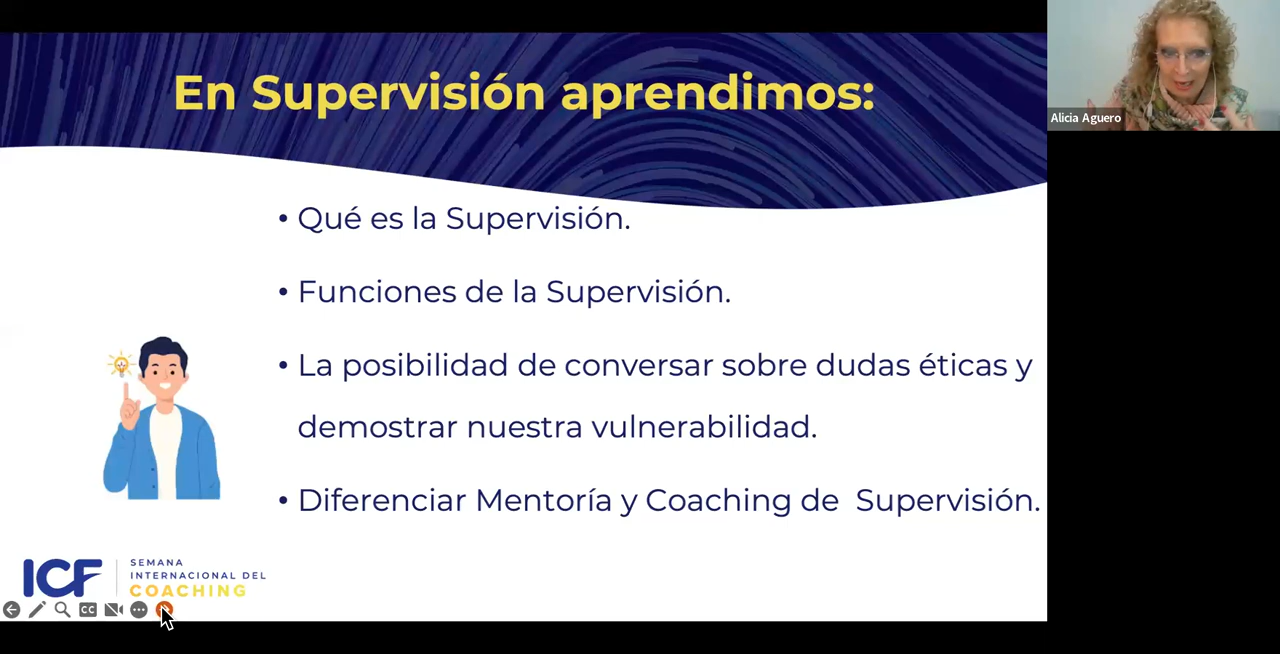 En Supervisión aprendimos:
Alicia Aguero
• Qué es la Supervisión.
• Funciones de la Supervisión.
• La posibilidad de conversar sobre dudas éticas y
demostrar nuestra vulnerabilidad.
• Diferenciar Mentoría y Coaching de  Supervisión.
ICF
SEMANA
INTERNACIONAL DEL
COACHING
CC